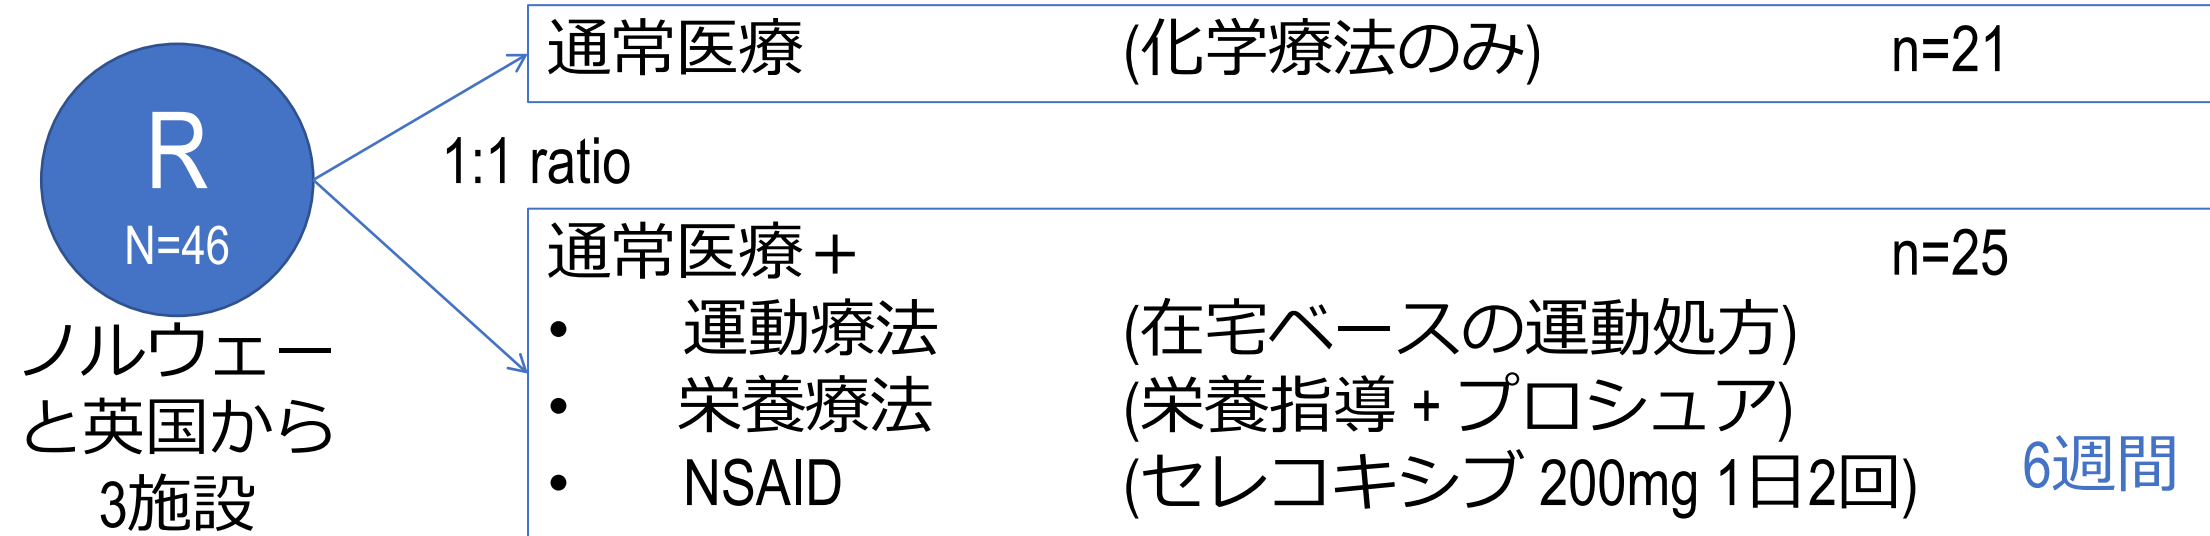 R
N=46
ノルウェー
と英国から
3施設
1:1 ratio
通常医療 (化学療法のみ) n=21
通常医療＋ n=25
• 運動療法 (在宅ベースの運動処方)
• 栄養療法 (栄養指導 + プロシュア)
• NSAID (セレコキシブ 200mg 1日2回)
6週間